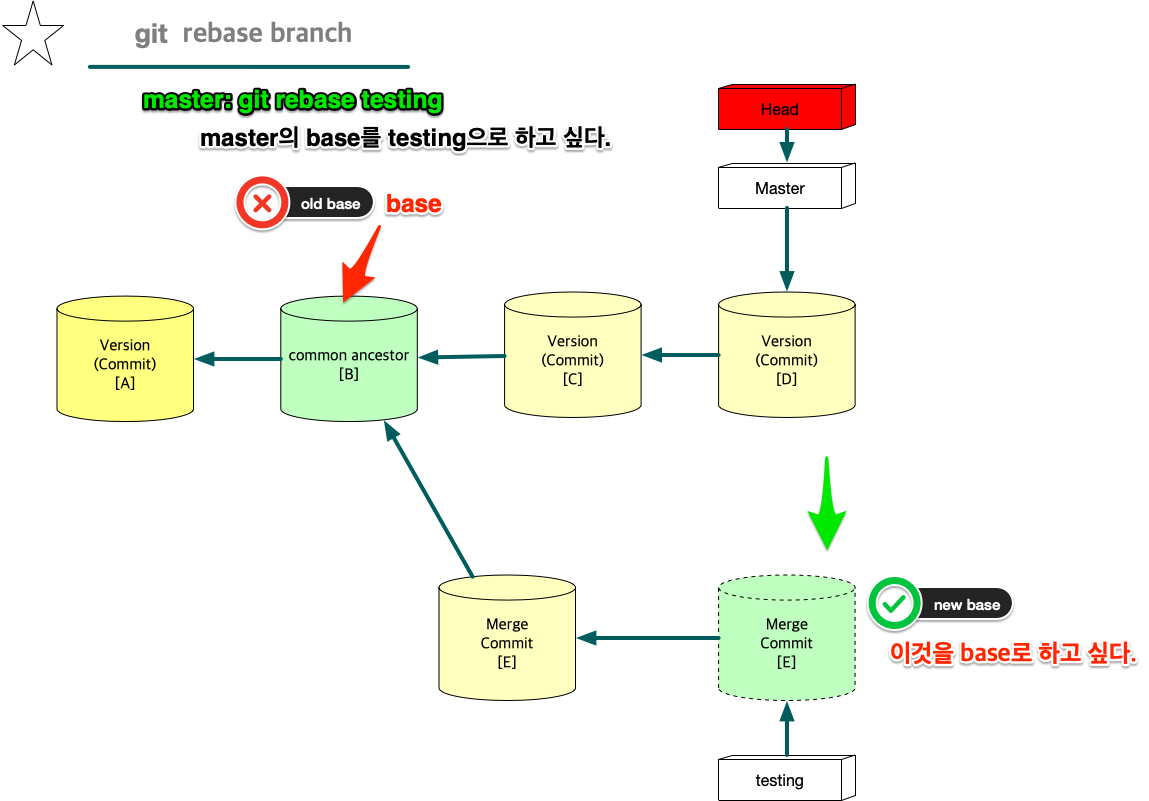 git rebase branch
master: git rebase testing
master의 base를 testing으로 하고 싶다.
Head
Master
old base
base
Version
(Commit)
[A]
common ancestor
[B]
Version
(Commit)
[C]
Version
(Commit)
[D]
Merge
Commit
[E]
Merge
Commit
[E]
new base
이것을 base로 하고 싶다.
testing